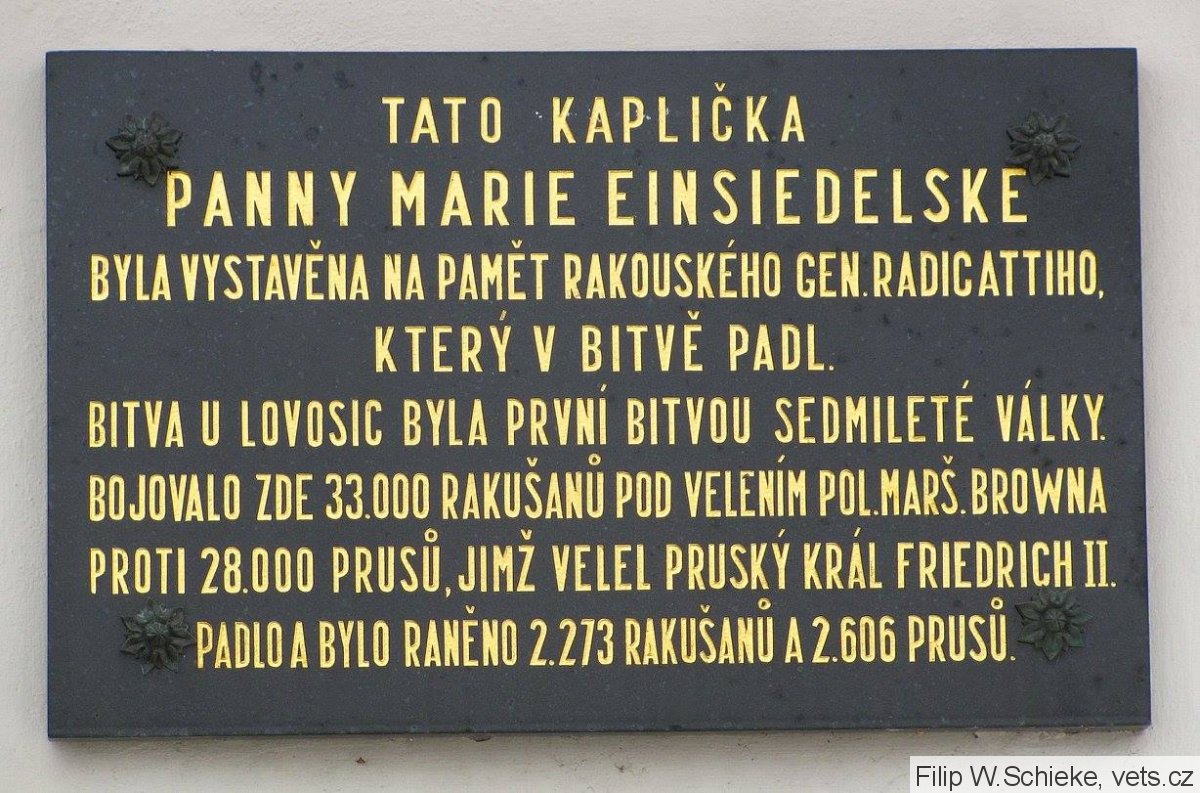 TATO KAPLIČKA
PANNY MARIE EINSIEDELSKE
BYLA VYSTAVĚNA NA PAMĚT RAKOUSKÉHO GEN. RADICATTIHO,
KTERÝ V BITVĚ PADL.
BITVA U LOVOSIC BYLA PRVNÍ BITVOU SEDMILETÉ VÁLKY.
BOJOVALO ZDE 33.000 RAKUŠANŮ POD VELENÍM POL. MARŠ. BROWNA
PROTI 28.000 PRUSŮ, JIMŽ VELEL PRUSKÝ KRÁL FRIEDRICH II.
PADLO A BYLO RANĚNO 2.273 RAKUŠANŮ A 2.606 PRUSŮ.
Filip W.Schieke, vets.cz